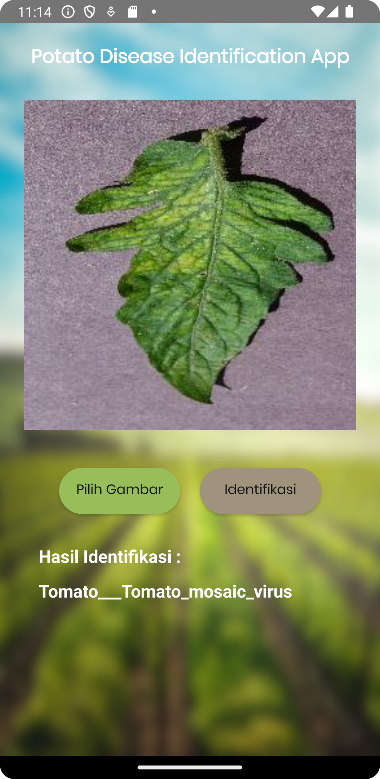 11:14
Potato Disease Identification App
Pilih Gambar
Identifikasi
Hasil Identifikasi :
Tomato___Tomato_mosaic_virus